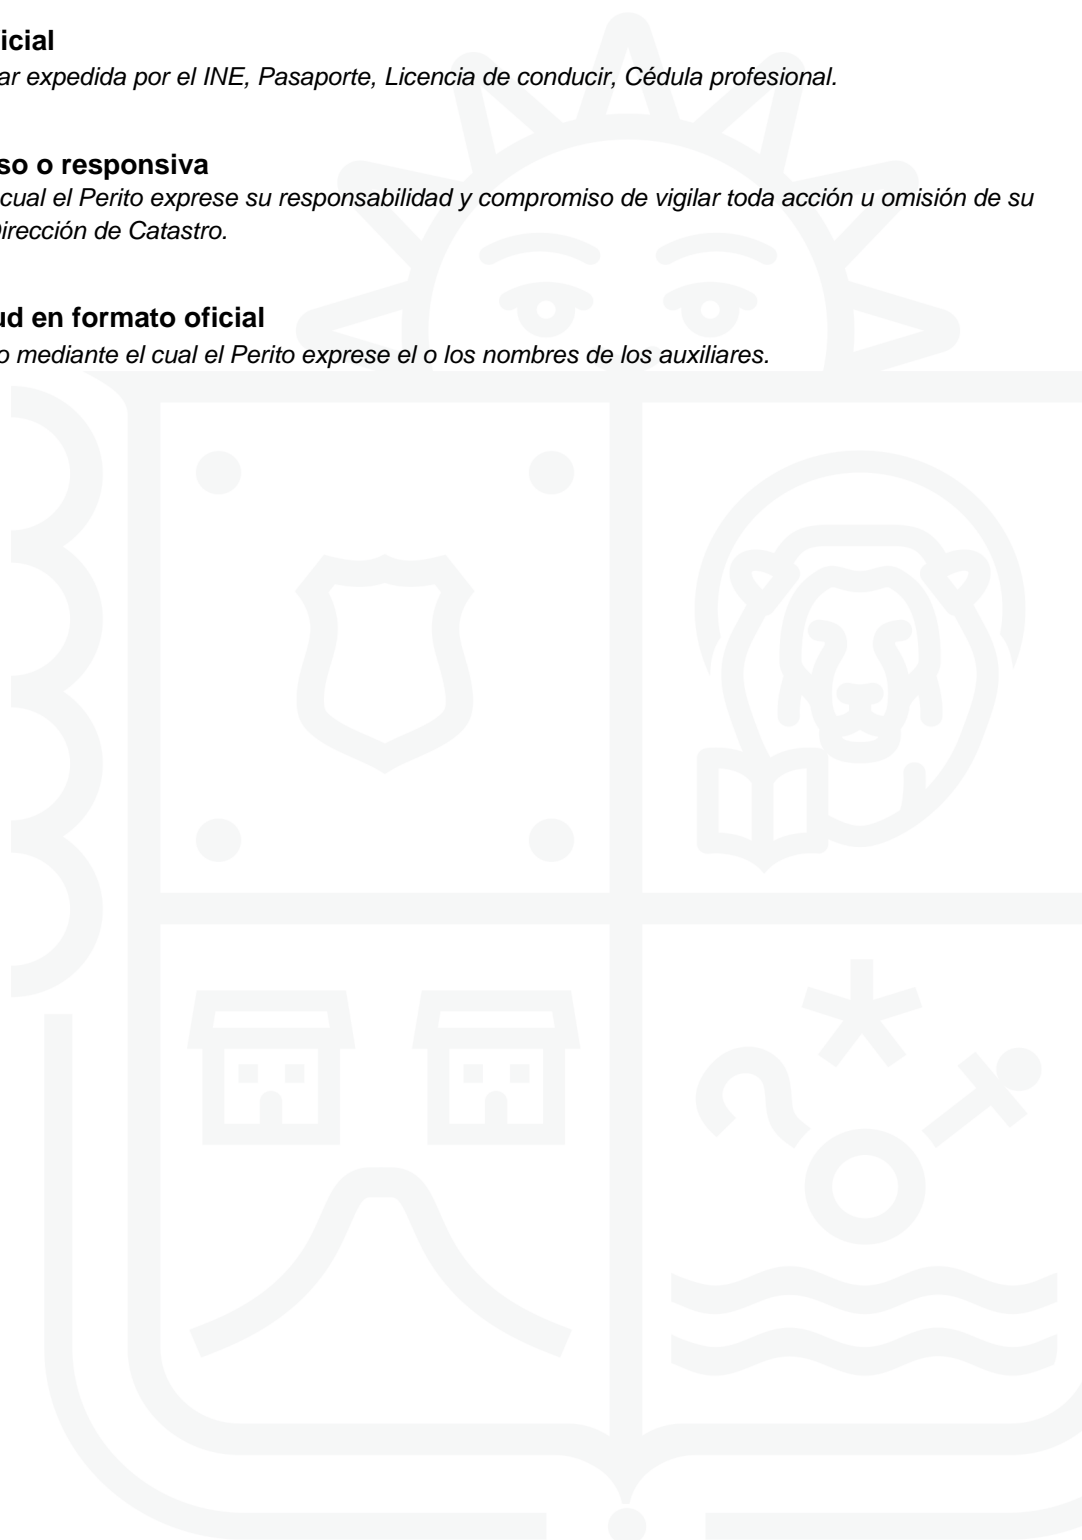 icial
ar expedida por el INE, Pasaporte, Licencia de conducir, Cédula profesional.
so o responsiva
cual el Perito exprese su responsabilidad y compromiso de vigilar toda acción u omisión de su
Dirección de Catastro.
ud en formato oficial
o mediante el cual el Perito exprese el o los nombres de los auxiliares.